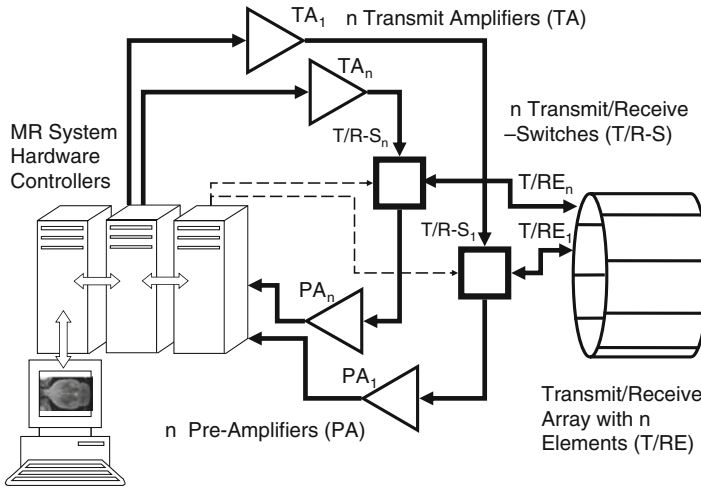 TA1
n Transmit Amplifiers (TA)
TAn
MR System
Hardware
Controllers
T/R-Sn
n Transmit/Receive
–Switches (T/R-S)
T/REn
T/R-S1
T/RE1
PAn
PA1
n Pre-Amplifiers (PA)
Transmit/Receive
Array with n
Elements (T/RE)